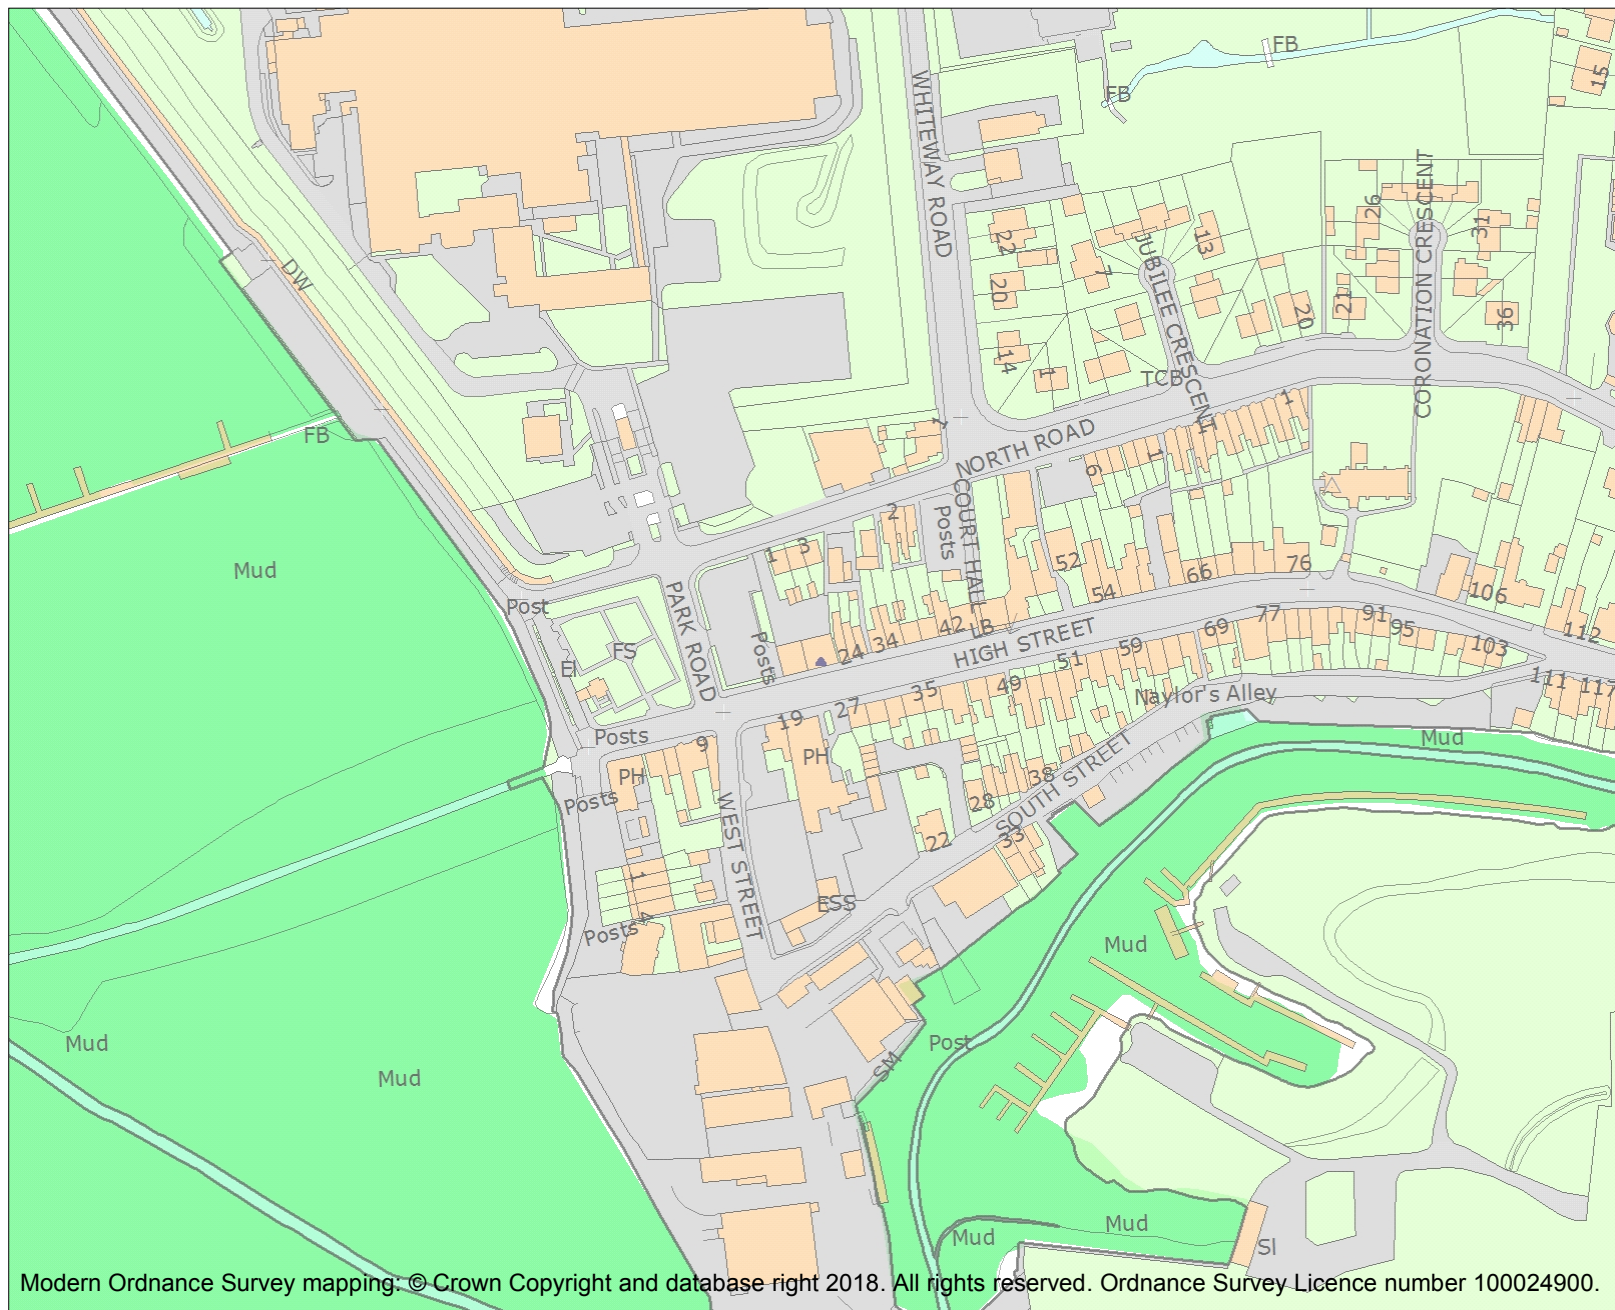 FB
15
FB
WHITEWAY ROAD
CORONATION CRESCENT
26
31
22
13
JUBILEE CRESCENT
7
DW
20
21
20
36
14
1
TCB
1
7
FB
NORTH ROAD
6
1
COURT HALL
2
Posts
1
3
52
Mud
54
66
76
PARK ROAD
106
Post
42
LB
77
91
95
112
Posts
24
34
HIGH STREET
69
FS
59
103
EI
51
49
111
117
35
Naylor's Alley
27
19
Posts
9
Mud
PH
PH
SOUTH STREET
38
28
Posts
WEST STREET
33
22
1
ESS
4
Posts
Mud
Mud
Post
SM
Mud
Mud
Mud
Sl
Modern Ordnance Survey mapping: © Crown Copyright and database right 2018. All rights reserved. Ordnance Survey Licence number 100024900.